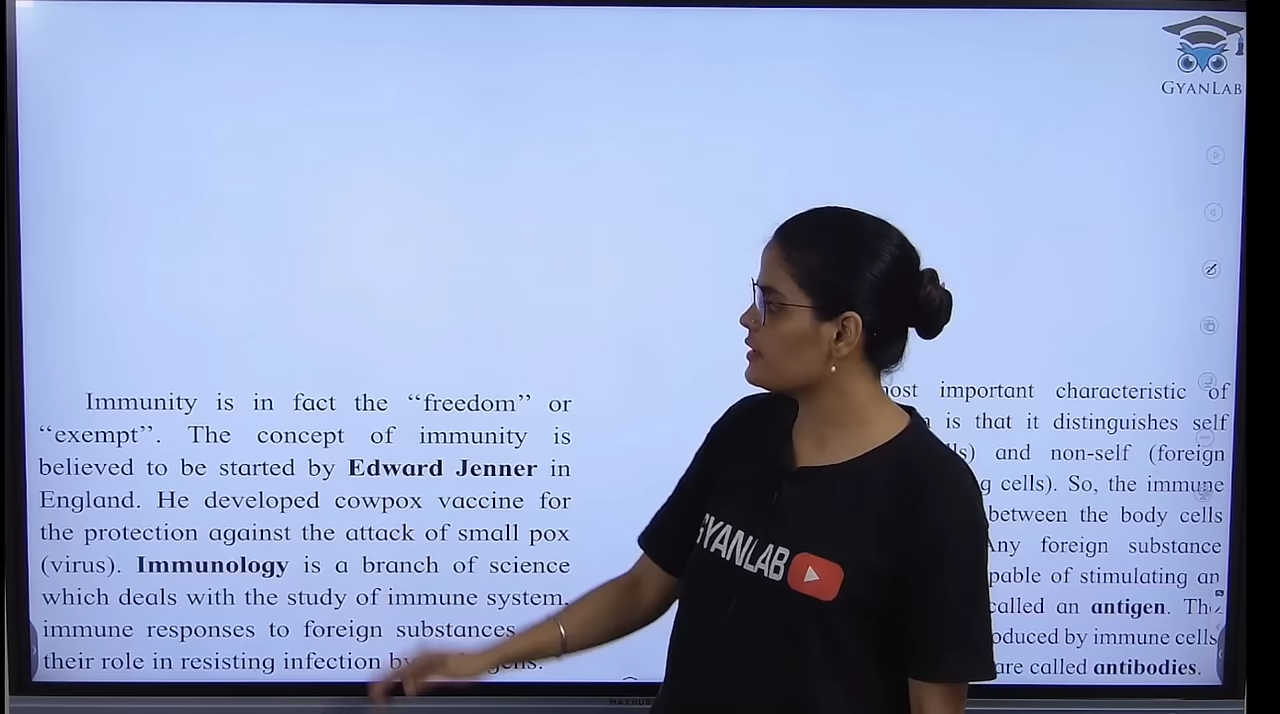 GYANLAB
Immunity is in fact the “freedom” or
“exempt”. The concept of immunity is
believed to be started by Edward Jenner in
England. He developed cowpox vaccine for
the protection against the attack of small pox
(virus). Immunology is a branch of science
which deals with the study of immune system,
immune responses to foreign substances
their role in resisting infection by
important characteristic of
is that it distinguishes self
and non-self (foreign
cells). So, the immune
between the body cells
Any foreign substance
of stimulating an
called an antigen.
by immune cells
are called antibodies.
GYANLAB
MAXHUB